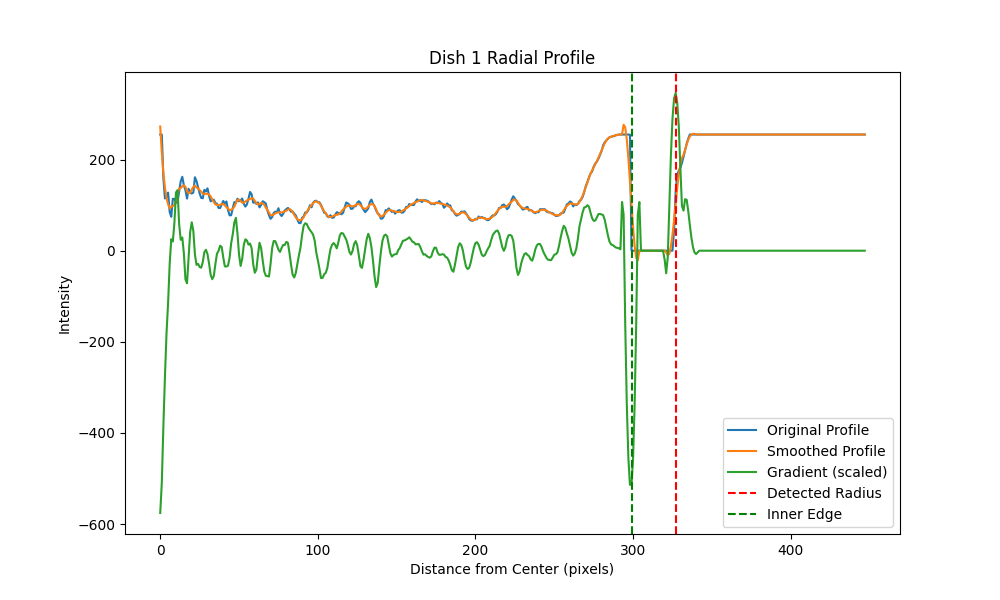 Dish 1 Radial Profile
Intensity
200
0
−200
−400
−600
0 100 200 300 400
Distance from Center (pixels)
Original Profile
Smoothed Profile
Gradient (scaled)
Detected Radius
Inner Edge